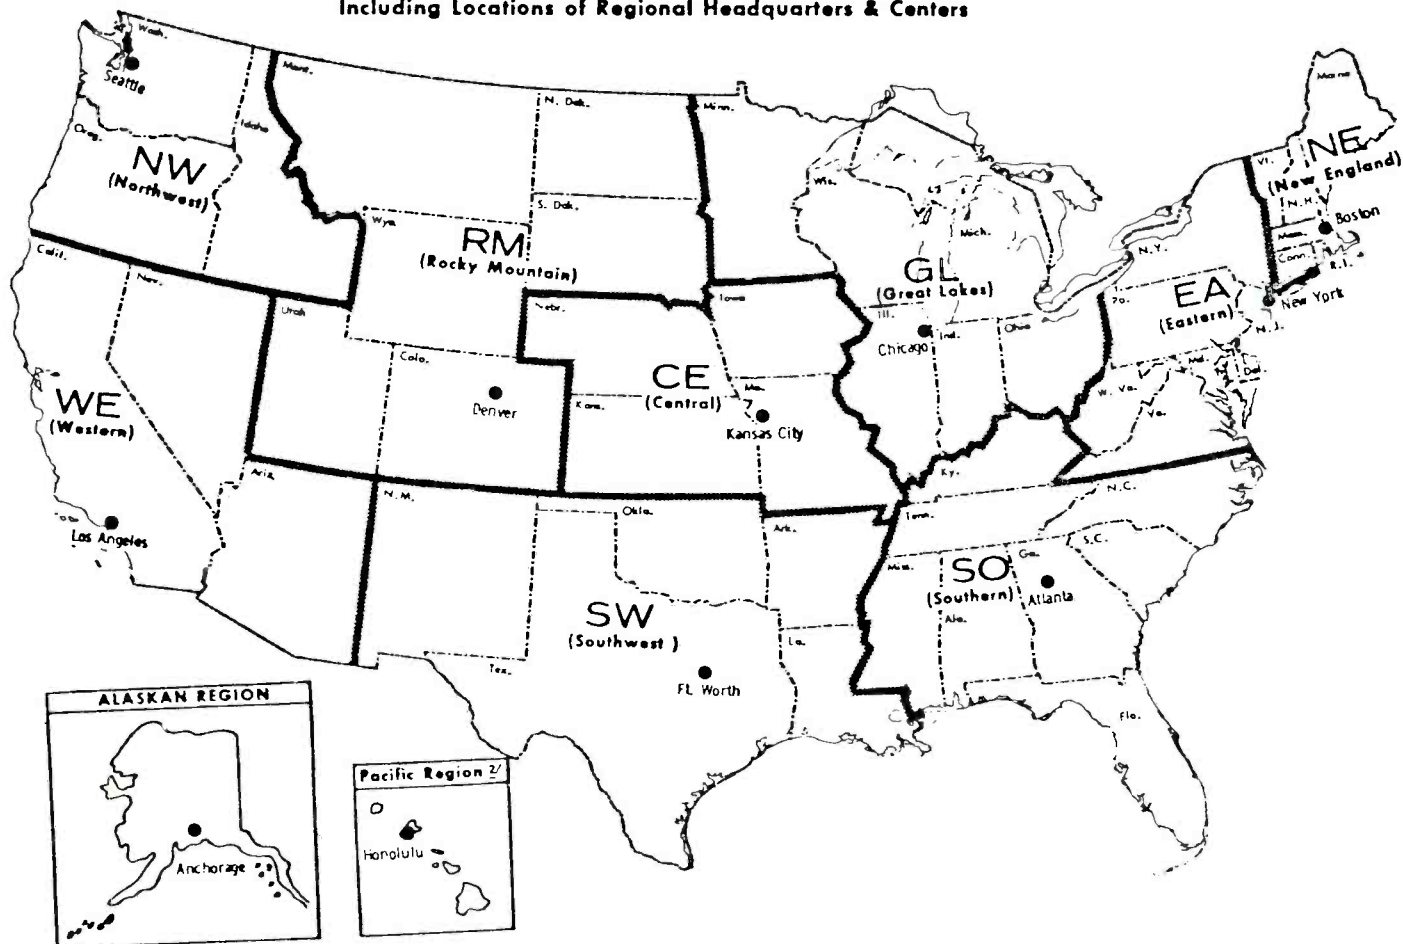 Including Locations of Regional Headquarters & Centers
Wash.
Seattle
Mont.
N. Dak.
Minn.
Maine
Idaho
Oreg.
NW
(Northwest)
Wyo.
S. Dak.
Wis.
Mich.
Vt.
NE
(New England)
N.H.
Boston
Mass.
Conn.
R.I.
N.Y.
RM
(Rocky Mountain)
GL
(Great Lakes)
Calif.
Nev.
Utah
Nebr.
Iowa
Ill.
Ind.
Ohio
Pa.
EA
(Eastern)
New York
N.J.
Chicago
Colo.
Denver
Kans.
CE
(Central)
Mo.
Kansas City
W. Va.
Va.
Md.
Del.
WE
(Western)
Los Angeles
Ariz.
N.M.
Okla.
Ark.
Ky.
Tenn.
N.C.
S.C.
Ga.
Miss.
SO
(Southern)
Atlanta
Ala.
SW
(Southwest )
La.
Tex.
Ft. Worth
Fla.
ALASKAN REGION
Anchorage
Pacific Region 2/
Honolulu